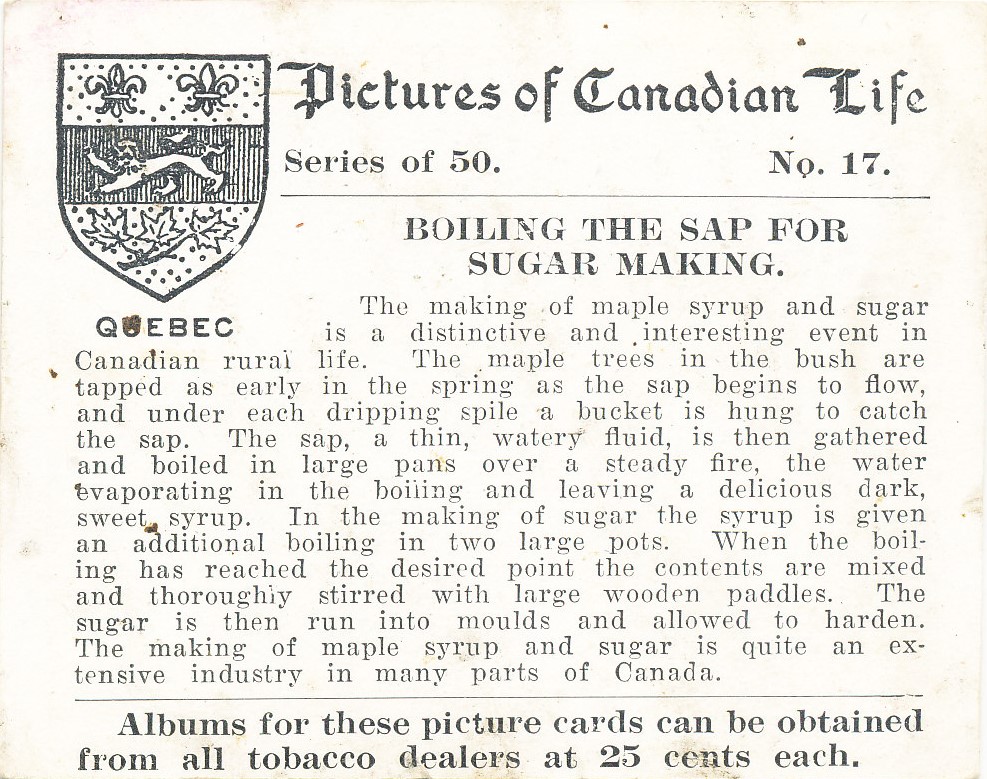 Pictures of Canadian Life
Series of 50. No. 17.
BOILING THE SAP FOR
SUGAR MAKING.
QUEBEC
The making of maple syrup and sugar
is a distinctive and interesting event in
Canadian rural life. The maple trees in the bush are
tapped as early in the spring as the sap begins to flow,
and under each dripping spile a bucket is hung to catch
the sap. The sap, a thin, watery fluid, is then gathered
and boiled in large pans over a steady fire, the water
evaporating in the boiling and leaving a delicious dark,
sweet syrup. In the making of sugar the syrup is given
an additional boiling in two large pots. When the boil-
ing has reached the desired point the contents are mixed
and thoroughly stirred with large wooden paddles. The
sugar is then run into moulds and allowed to harden.
The making of maple syrup and sugar is quite an ex-
tensive industry in many parts of Canada.
Albums for these picture cards can be obtained
from all tobacco dealers at 25 cents each.